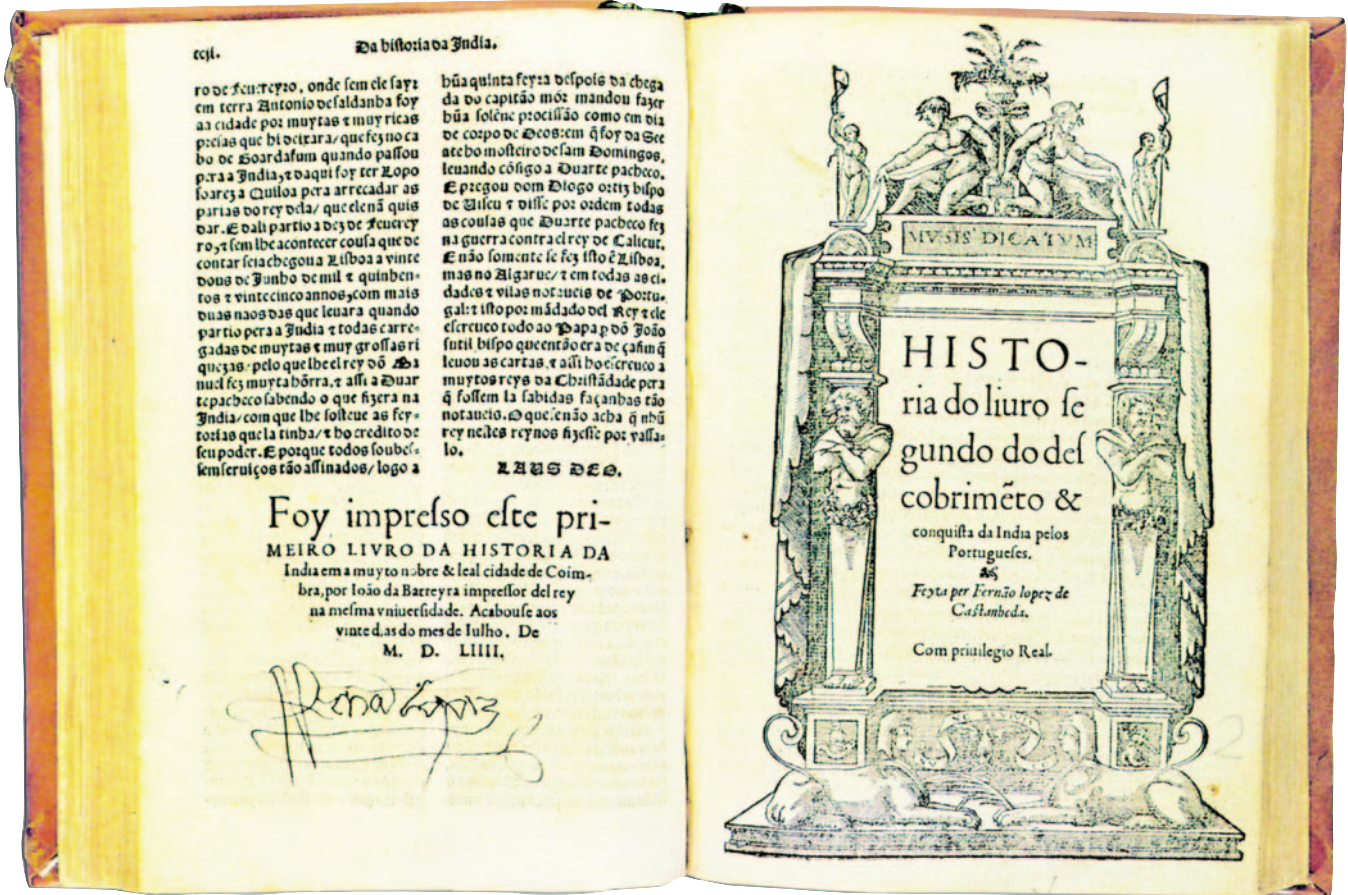 ccij.
Da historia da India.
ro de Feuereyro, onde sem ele sayr
em terra Antonio de saldanha foy
aa cidade por muytas ⁊ muy ricas
presas que hi deixara/ que fez no ca
bo de Goardafum quando passou
pera a India, ⁊ daqui foy ter Lopo
soarez a Quiloa pera arrecadar as
parias do rey dela/ que ele nã quis
dar. E dali partio a dez de Feuerey
ro, ⁊ sem lhe acontecer cousa que de
contar seia chegou a Lisboa a vinte
dous de Junho de mil ⁊ quinhen-
tos ⁊ vinte cinco annos, com mais
duas naos das que leuara quando
partio pera a India ⁊ todas carre-
gadas de muytas ⁊ muy grossas ri
quezas/ pelo que lhe el rey dõ Ma
nuel fez muyta hõrra, ⁊ assi a Duar
te pacheco sabendo o que fizera na
India/ com que lhe sosteue as fey-
torias que la tinha/ ⁊ ho credito de
seu poder. E porque todos soubes-
sem seruiços tão assinados/ logo a
hũa quinta feyra despois da chega
da do capitão mór mandou fazer
hũa solẽne procissão como em dia
de corpo de Deos: em q̃ foy da See
ate ho mosteiro de sam Domingos,
leuando cõsigo a Duarte pacheco.
E pregou dom Diogo ortiz bispo
de Uiseu ⁊ disse por ordem todas
as cousas que Duarte pacheco fez
na guerra contra el rey de Calicut.
E não somente se fez isto ẽ Lisboa,
mas no Algarue/ ⁊ em todas as ci-
dades ⁊ vilas notaueis de Portu-
gal: ⁊ isto por mãdado del Rey ⁊ ele
escreueo todo ao Papa p dõ João
sutil bispo que então era de çafim q̃
leuou as cartas, ⁊ assi ho escreueo a
muytos reys da Christãdade pera
q̃ fossem la sabidas façanhas tão
notaueis. O que se não acha q̃ nhũ
rey nestes reynos fizesse por vassa-
lo.
LAUS DEO.
Foy impresso este pri-
MEIRO LIVRO DA HISTORIA DA
India em a muyto nobre & leal cidade de Coim-
bra, por Ioão da Barreyra impressor del rey
na mesma vniuersidade. Acabouse aos
vinte dias do mes de Iulho. De
M. D. LIIII.
MVSIS DICATVM
HISTO-
ria do liuro se
gundo do des
cobrimẽto &
conquista da India pelos
Portugueses.
Feyta per Fernão lopez de
Castanheda.
Com priuilegio Real.